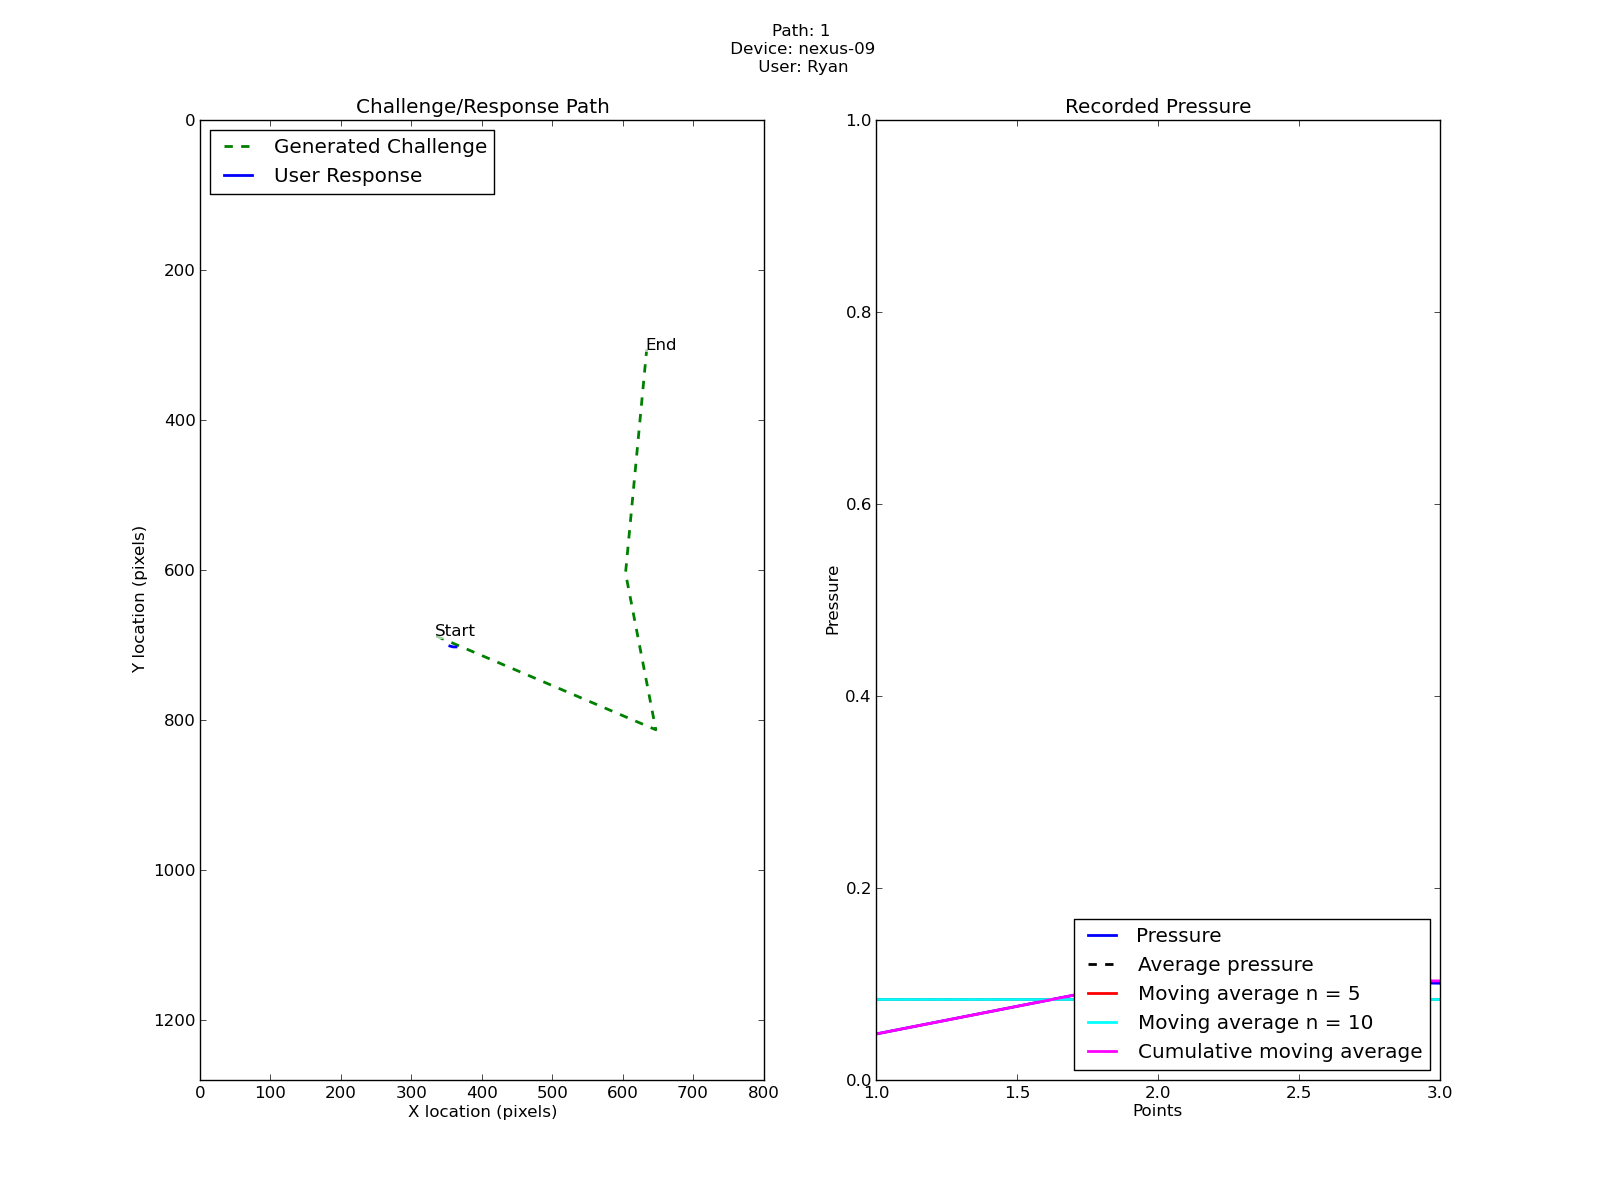 Path: 1
Device: nexus-09
User: Ryan
Challenge/Response Path
Generated Challenge
User Response
0
200
400
600
800
1000
1200
Y location (pixels)
End
Start
0 100 200 300 400 500 600 700 800
X location (pixels)
Recorded Pressure
1.0
0.8
0.6
0.4
0.2
0.0
Pressure
Pressure
Average pressure
Moving average n = 5
Moving average n = 10
Cumulative moving average
1.0 1.5 2.0 2.5 3.0
Points